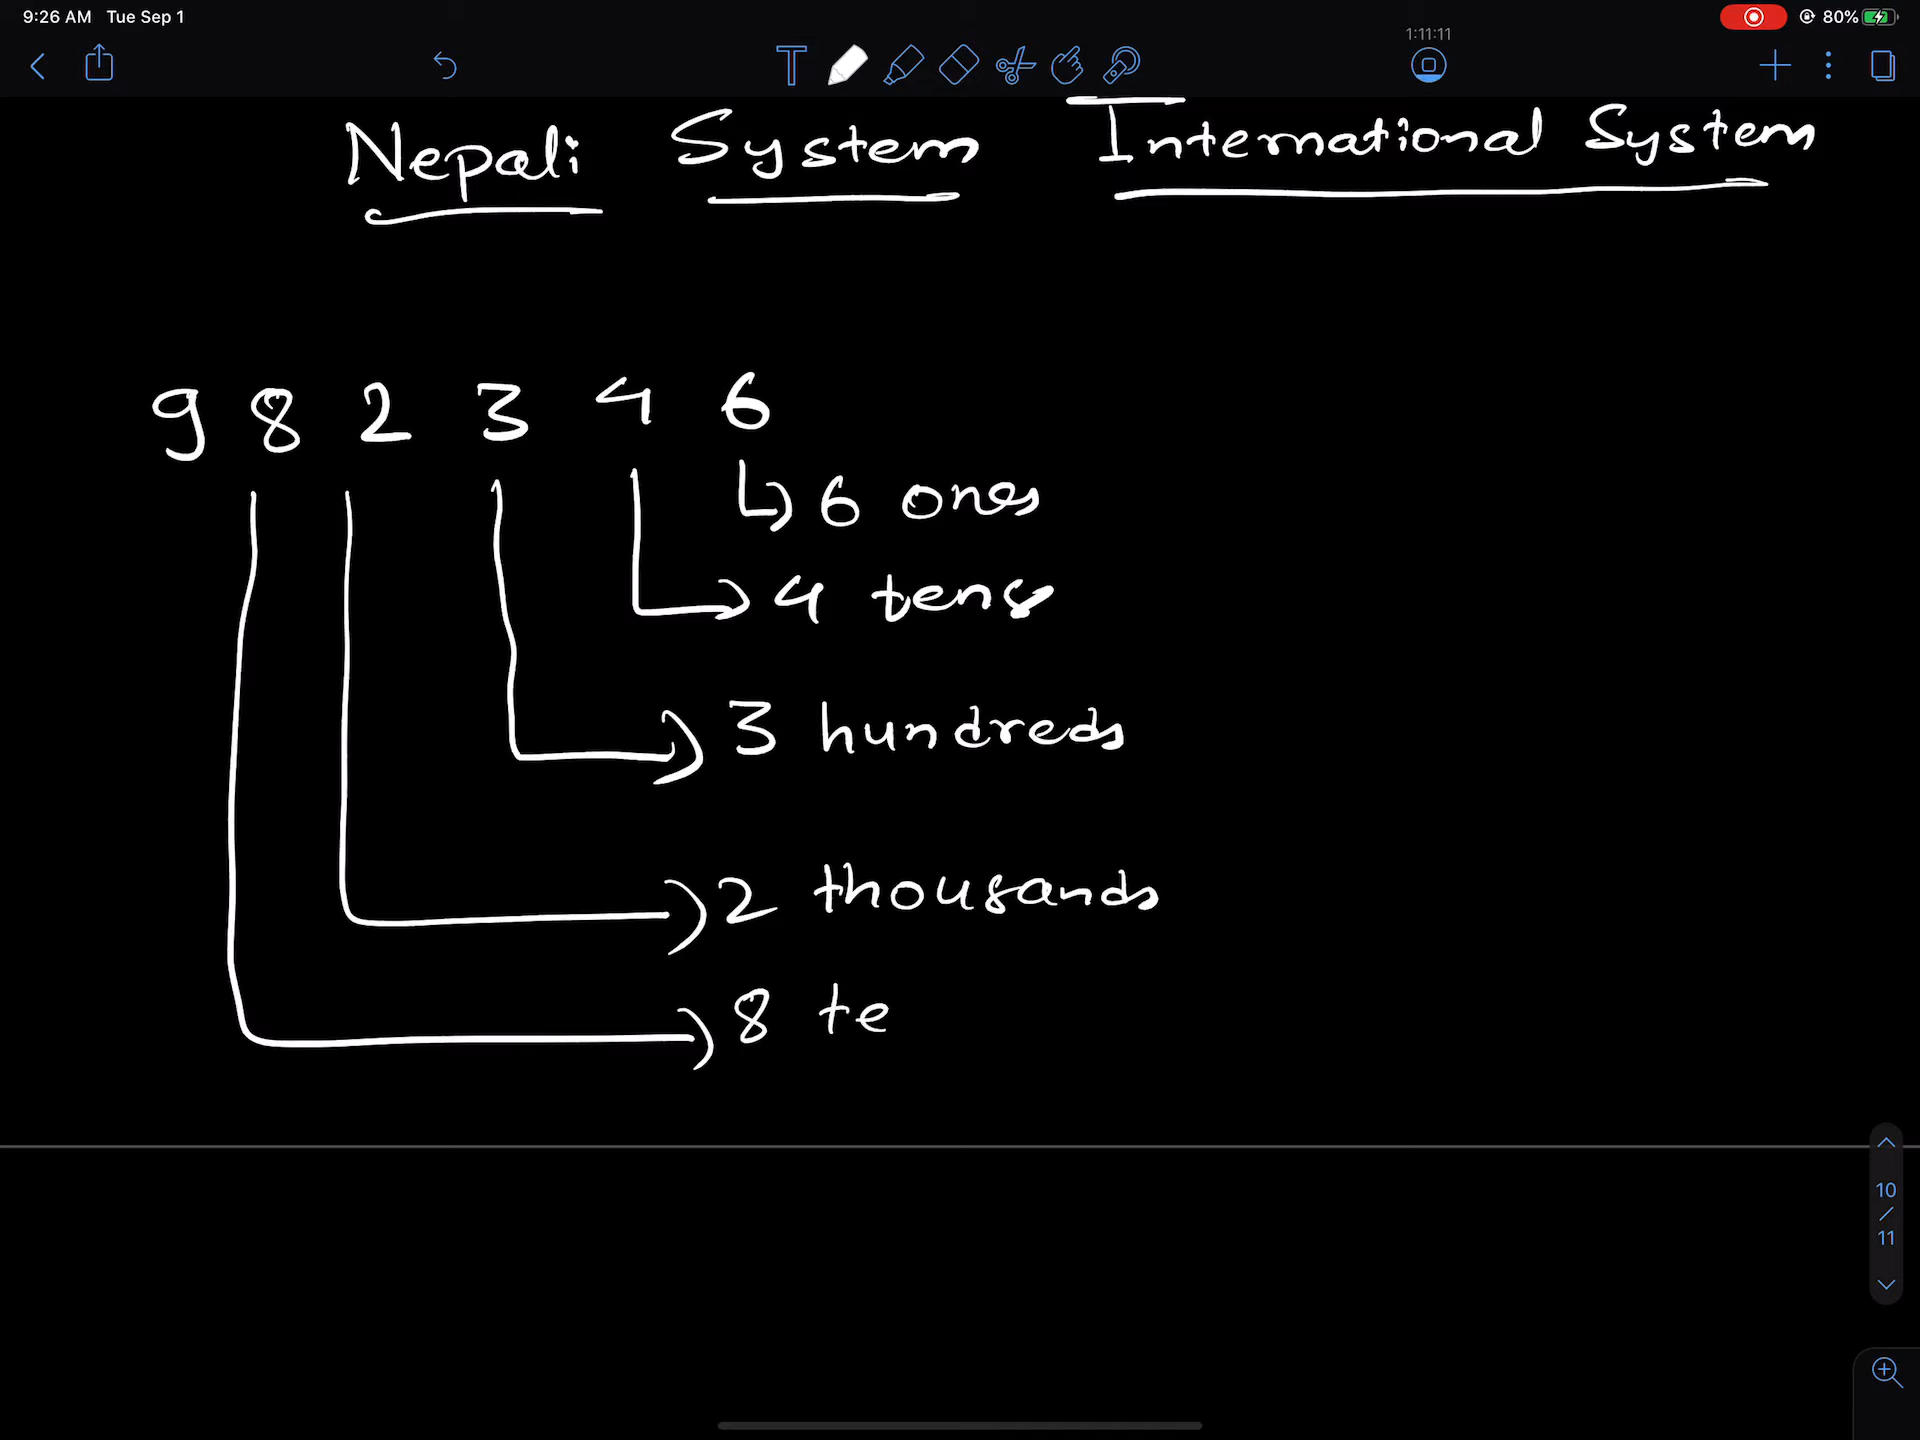 9:26 AM Tue Sep 1
80%
1:11:11
T
Nepali System International System
9 8 2 3 4 6
6 ones
4 tens
3 hundreds
2 thousands
8 te
10
/
11